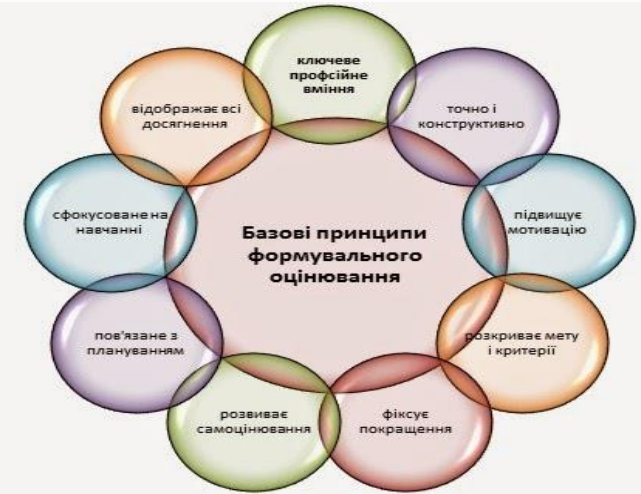 ключеве
профсійне
вміння
точно і
конструктивно
підвищує
мотивацію
розкриває мету
і критерії
фіксує
покращення
розвиває
самоцінювання
пов'язане з
плануванням
сфокусоване на
навчанні
відображає всі
досягнення
Базові принципи
формувального
оцінювання